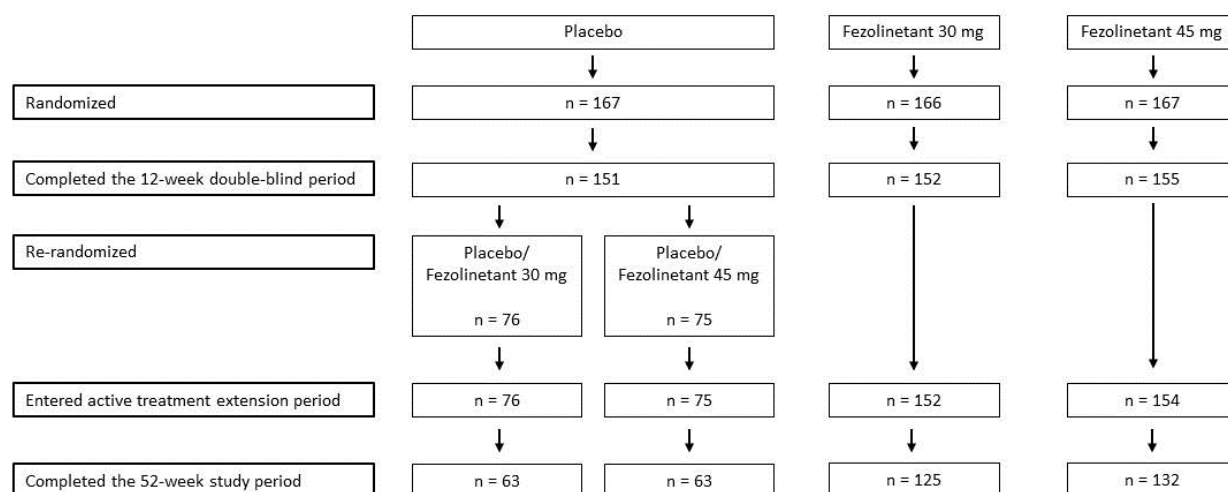 Placebo
Fezolinetant 30 mg
Fezolinetant 45 mg
Randomized
n = 167
n = 166
n = 167
Completed the 12-week double-blind period
n = 151
n = 152
n = 155
Re-randomized
Placebo/
Fezolinetant 30 mg
n = 76
Placebo/
Fezolinetant 45 mg
n = 75
Entered active treatment extension period
n = 76
n = 75
n = 152
n = 154
Completed the 52-week study period
n = 63
n = 63
n = 125
n = 132